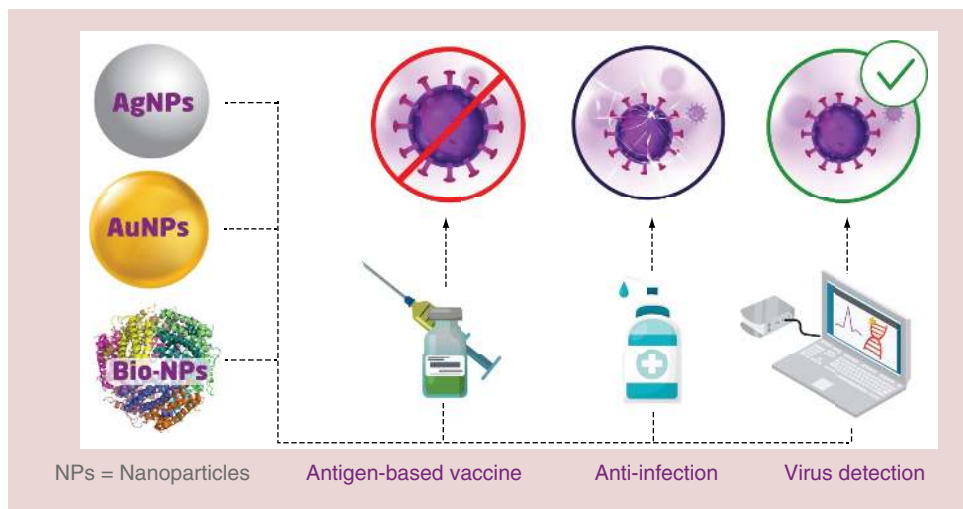 AgNPs
AuNPs
Bio-NPs
NPs = Nanoparticles
Antigen-based vaccine
Anti-infection
Virus detection